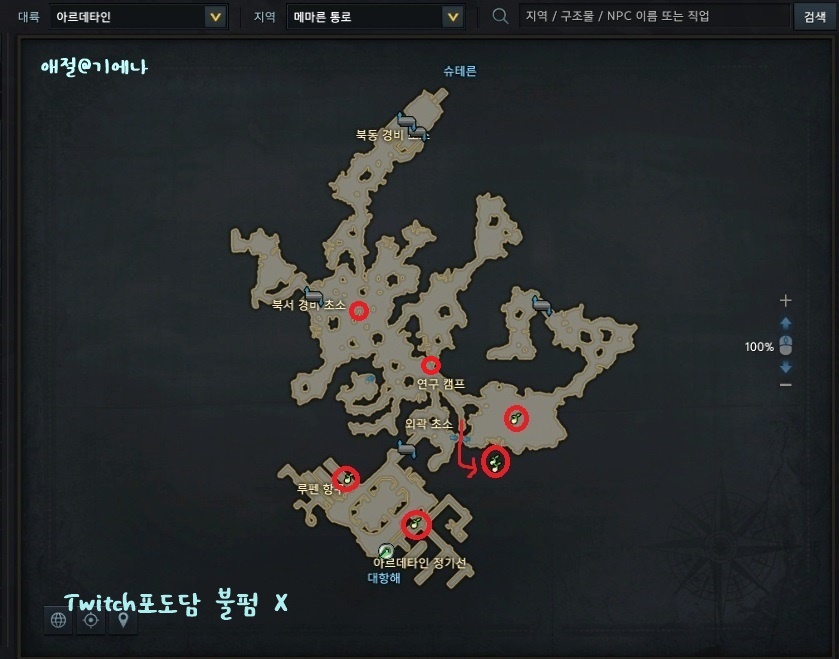 대륙 아르데타인 지역 메마른 통로 지역 / 구조물 / NPC 이름 또는 직업 검색
애절@기에나
슈테른
북동 경비
북서 경비 초소
100%
연구 캠프
외곽 초소
루펜 항구
아르데타인 정기선
대항해
Twitch포도담 불펌 X